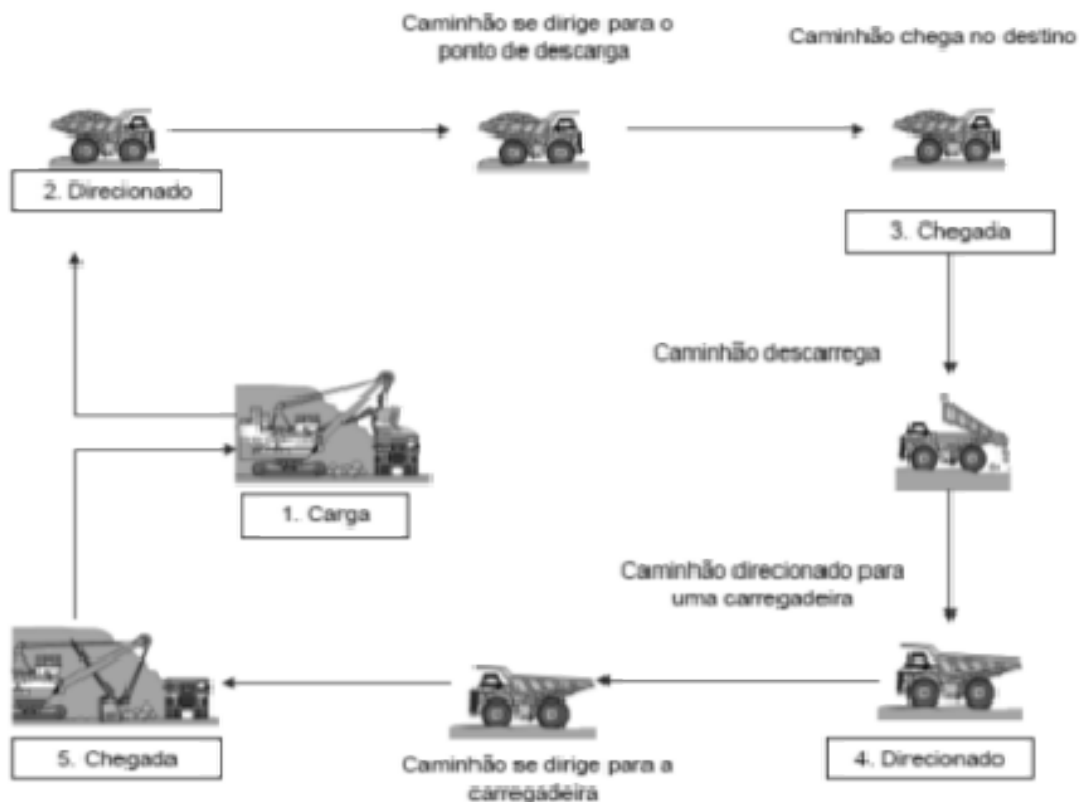 Caminhão se dirige para o
ponto de descarga
Caminhão chega no destino
2. Direcionado
3. Chegada
Caminhão descarrega
1. Carga
Caminhão direcionado para
uma carregadeira
5. Chegada
Caminhão se dirige para a
carregadeira
4. Direcionado